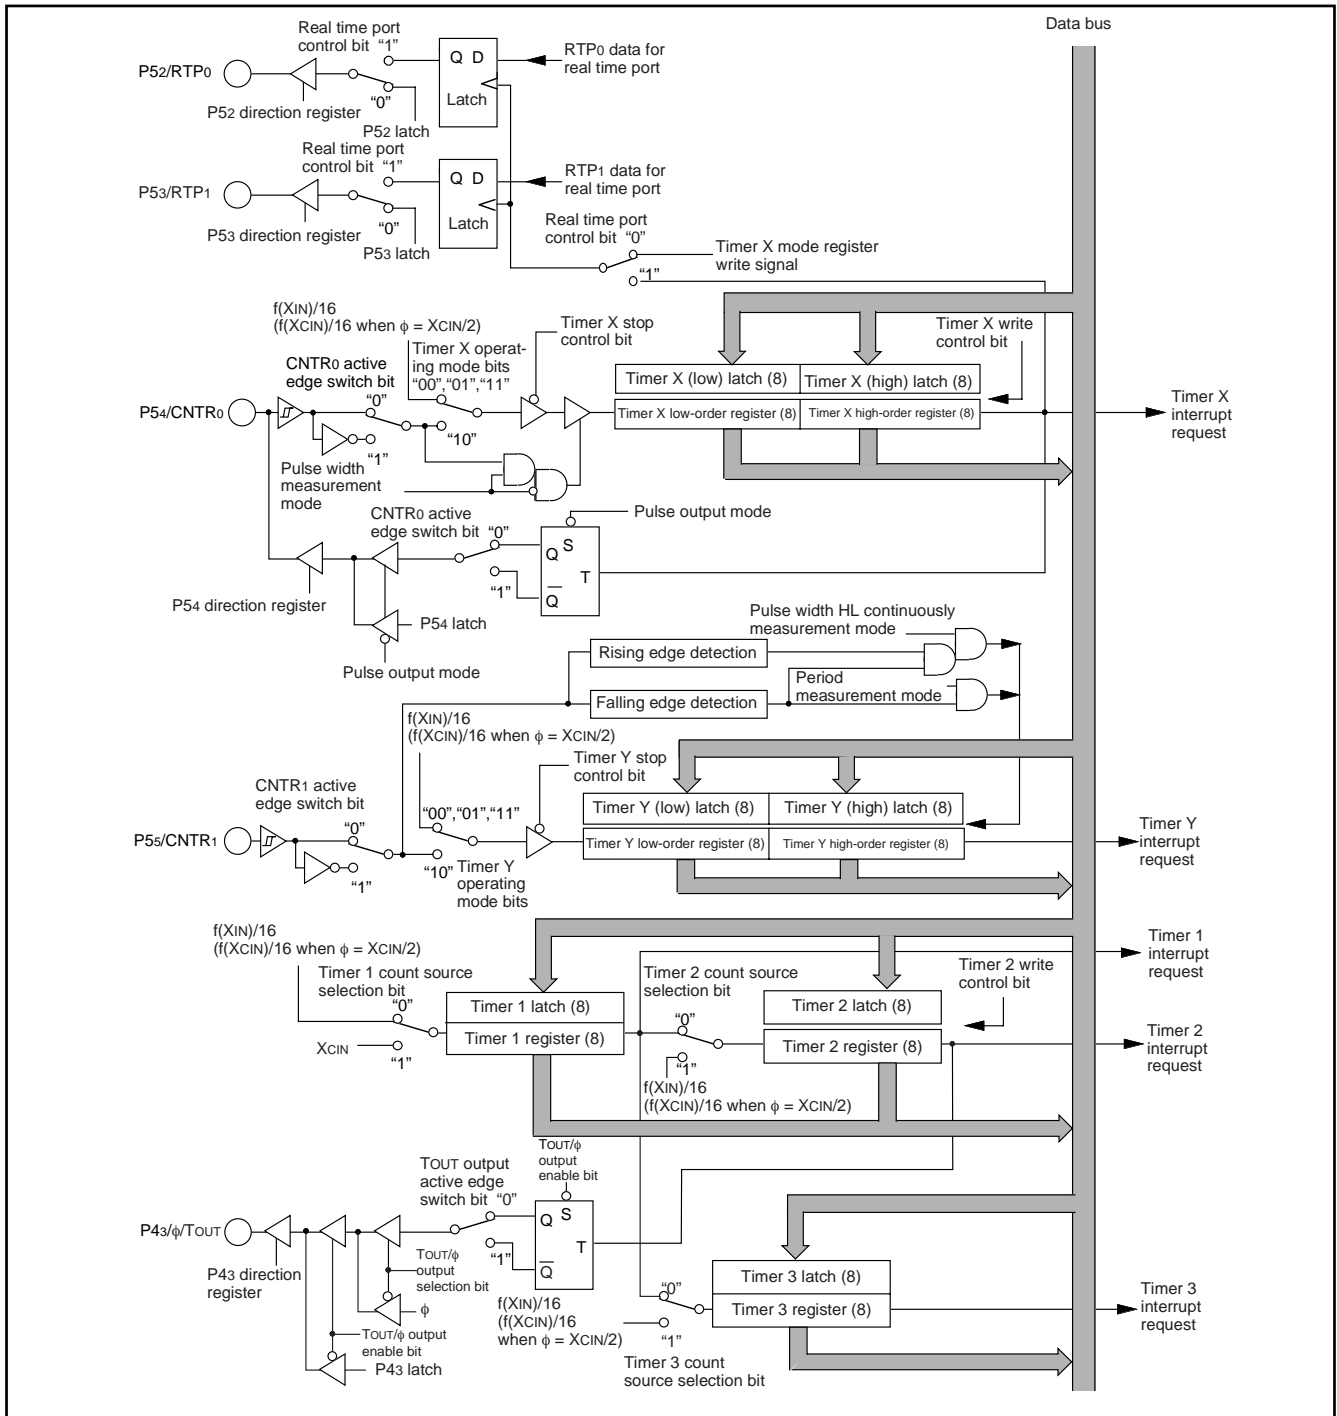 Data bus
Real time port
control bit “1”
Q D
RTP0 data for
real time port
P52/RTP0
Latch
“0”
P52 direction register
P52 latch
Real time port
control bit “1”
Q D
RTP1 data for
real time port
P53/RTP1
Latch
“0”
P53 direction register
P53 latch
Real time port
control bit “0”
Timer X mode register
write signal
“1”
f(XIN)/16
(f(XCIN)/16 when φ = XCIN/2)
Timer X stop
control bit
Timer X write
control bit
CNTR0 active
edge switch bit
Timer X operat-
ing mode bits
“00”,“01”,“11”
Timer X (low) latch (8)
Timer X (high) latch (8)
P54/CNTR0
“0”
Timer X low-order register (8)
Timer X high-order register (8)
Timer X
interrupt
request
“10”
“1”
Pulse width
measurement
mode
CNTR0 active
edge switch bit “0”
Pulse output mode
Q S
T
“1”
Q
P54 direction register
P54 latch
Pulse output mode
Pulse width HL continuously
measurement mode
Rising edge detection
Period
measurement mode
Falling edge detection
f(XIN)/16
(f(XCIN)/16 when φ = XCIN/2)
Timer Y stop
control bit
CNTR1 active
edge switch bit
“00”,“01”,“11”
Timer Y (low) latch (8)
Timer Y (high) latch (8)
P55/CNTR1
“0”
Timer Y low-order register (8)
Timer Y high-order register (8)
Timer Y
interrupt
request
“1”
“10”
Timer Y
operating
mode bits
f(XIN)/16
(f(XCIN)/16 when φ = XCIN/2)
Timer 1
interrupt
request
Timer 1 count source
selection bit
Timer 2 count source
selection bit
Timer 2 write
control bit
“0”
Timer 1 latch (8)
Timer 2 latch (8)
“0”
Timer 1 register (8)
Timer 2 register (8)
Timer 2
interrupt
request
XCIN
“1”
“1”
f(XIN)/16
(f(XCIN)/16 when φ = XCIN/2)
TOUT/φ
output
enable bit
TOUT output
active edge
switch bit “0”
Q S
T
P43/φ/TOUT
“1”
Q
TOUT/φ
output
selection bit
P43 direction
register
φ
f(XIN)/16
(f(XCIN)/16
when φ = XCIN/2)
Timer 3 latch (8)
“0”
Timer 3 register (8)
Timer 3
interrupt
request
“1”
TOUT/φ output
enable bit
P43 latch
Timer 3 count
source selection bit